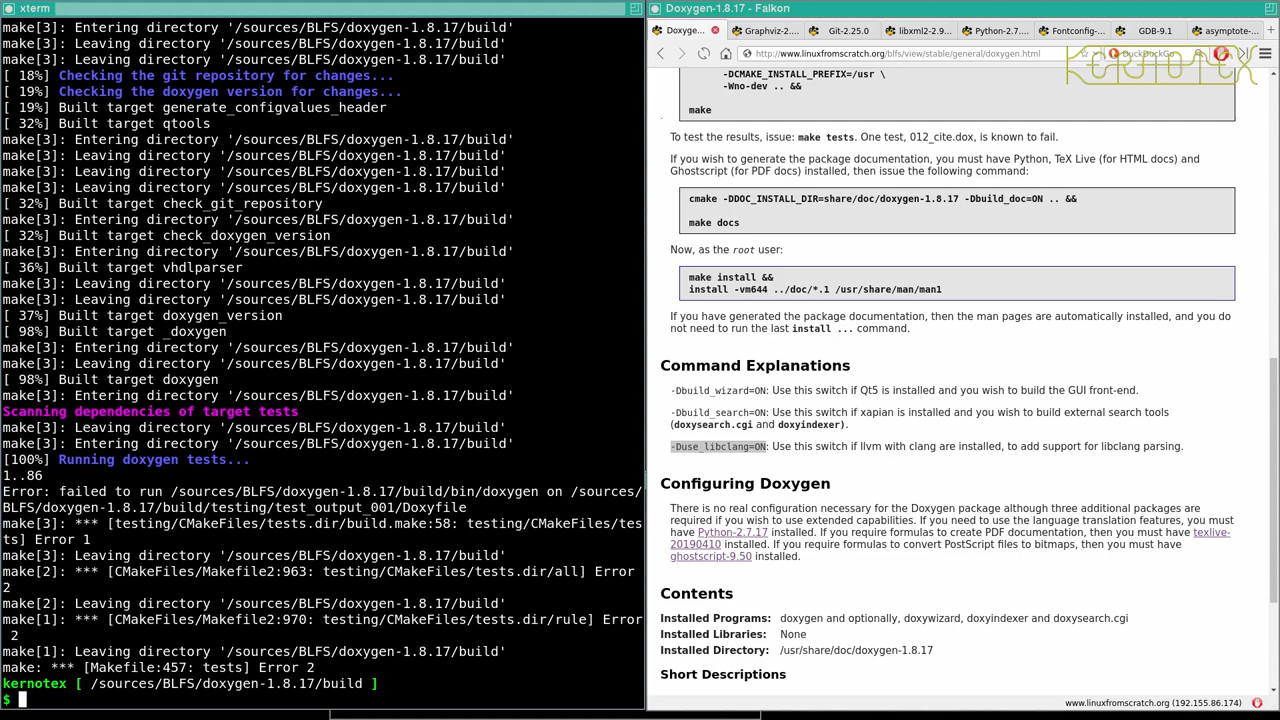 xterm
make[3]: Entering directory '/sources/BLFS/doxygen-1.8.17/build'
make[3]: Leaving directory '/sources/BLFS/doxygen-1.8.17/build'
make[3]: Leaving directory '/sources/BLFS/doxygen-1.8.17/build'
[ 18%] Checking the git repository for changes...
[ 19%] Checking the doxygen version for changes...
[ 19%] Built target generate_configvalues_header
[ 32%] Built target qtools
make[3]: Entering directory '/sources/BLFS/doxygen-1.8.17/build'
make[3]: Leaving directory '/sources/BLFS/doxygen-1.8.17/build'
make[3]: Leaving directory '/sources/BLFS/doxygen-1.8.17/build'
make[3]: Leaving directory '/sources/BLFS/doxygen-1.8.17/build'
[ 32%] Built target check_git_repository
make[3]: Entering directory '/sources/BLFS/doxygen-1.8.17/build'
[ 32%] Built target check_doxygen_version
make[3]: Entering directory '/sources/BLFS/doxygen-1.8.17/build'
[ 36%] Built target vhdlparser
make[3]: Leaving directory '/sources/BLFS/doxygen-1.8.17/build'
make[3]: Leaving directory '/sources/BLFS/doxygen-1.8.17/build'
[ 37%] Built target doxygen_version
[ 98%] Built target _doxygen
make[3]: Entering directory '/sources/BLFS/doxygen-1.8.17/build'
make[3]: Leaving directory '/sources/BLFS/doxygen-1.8.17/build'
[ 98%] Built target doxygen
make[3]: Entering directory '/sources/BLFS/doxygen-1.8.17/build'
Scanning dependencies of target tests
make[3]: Leaving directory '/sources/BLFS/doxygen-1.8.17/build'
make[3]: Entering directory '/sources/BLFS/doxygen-1.8.17/build'
[100%] Running doxygen tests...
1..86
Error: failed to run /sources/BLFS/doxygen-1.8.17/build/bin/doxygen on /sources/
BLFS/doxygen-1.8.17/build/testing/test_output_001/Doxyfile
make[3]: *** [testing/CMakeFiles/tests.dir/build.make:58: testing/CMakeFiles/tes
ts] Error 1
make[3]: Leaving directory '/sources/BLFS/doxygen-1.8.17/build'
make[2]: *** [CMakeFiles/Makefile2:963: testing/CMakeFiles/tests.dir/all] Error
2
make[2]: Leaving directory '/sources/BLFS/doxygen-1.8.17/build'
make[1]: *** [CMakeFiles/Makefile2:970: testing/CMakeFiles/tests.dir/rule] Error
2
make[1]: Leaving directory '/sources/BLFS/doxygen-1.8.17/build'
make: *** [Makefile:457: tests] Error 2
kernotex [ /sources/BLFS/doxygen-1.8.17/build ]
$
Doxygen-1.8.17 - Falkon
Doxyge... Graphviz-2.... Git-2.25.0 libxml2-2.9... Python-2.7.... Fontconfig-... GDB-9.1 asymptote-...
http://www.linuxfromscratch.org/blfs/view/stable/general/doxygen.html DuckDuckGo
KERNOTEX
-DCMAKE_INSTALL_PREFIX=/usr \
-Wno-dev .. &&
make
To test the results, issue: make tests. One test, 012_cite.dox, is known to fail.
If you wish to generate the package documentation, you must have Python, TeX Live (for HTML docs) and
Ghostscript (for PDF docs) installed, then issue the following command:
cmake -DDOC_INSTALL_DIR=share/doc/doxygen-1.8.17 -Dbuild_doc=ON .. &&
make docs
Now, as the root user:
make install &&
install -vm644 ../doc/*.1 /usr/share/man/man1
If you have generated the package documentation, then the man pages are automatically installed, and you do
not need to run the last install ... command.
Command Explanations
-Dbuild_wizard=ON: Use this switch if Qt5 is installed and you wish to build the GUI front-end.
-Dbuild_search=ON: Use this switch if xapian is installed and you wish to build external search tools
(doxysearch.cgi and doxyindexer).
-Duse_libclang=ON: Use this switch if llvm with clang are installed, to add support for libclang parsing.
Configuring Doxygen
There is no real configuration necessary for the Doxygen package although three additional packages are
required if you wish to use extended capabilities. If you need to use the language translation features, you must
have Python-2.7.17 installed. If you require formulas to create PDF documentation, then you must have texlive-
20190410 installed. If you require formulas to convert PostScript files to bitmaps, then you must have
ghostscript-9.50 installed.
Contents
Installed Programs: doxygen and optionally, doxywizard, doxyindexer and doxysearch.cgi
Installed Libraries: None
Installed Directory: /usr/share/doc/doxygen-1.8.17
Short Descriptions
www.linuxfromscratch.org (192.155.86.174)